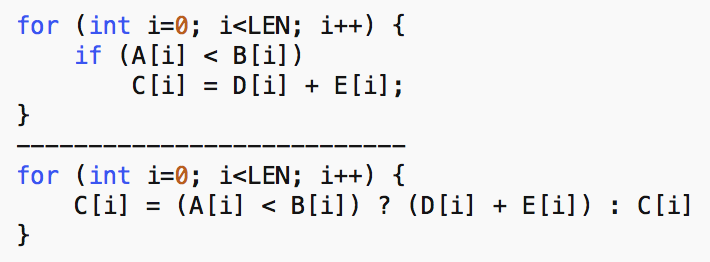 for (int i=0; i<LEN; i++) {
    if (A[i] < B[i])
        C[i] = D[i] + E[i];
}
---------------------------
for (int i=0; i<LEN; i++) {
    C[i] = (A[i] < B[i]) ? (D[i] + E[i]) : C[i]
}